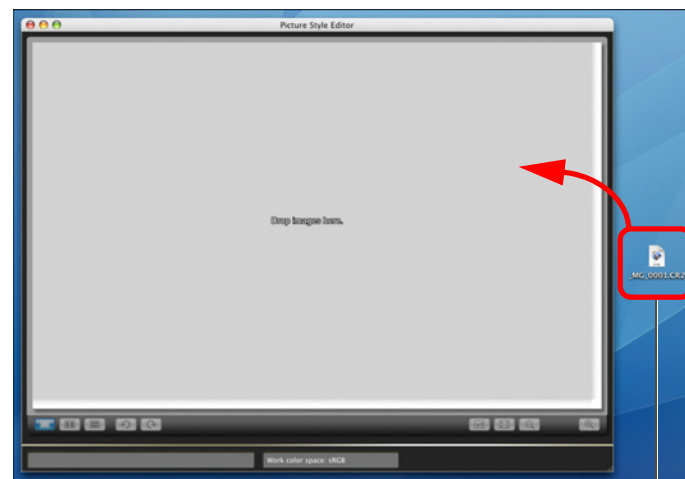 Picture Style Editor
Drop images here.
_MG_0001.CR2
Work color space: sRGB